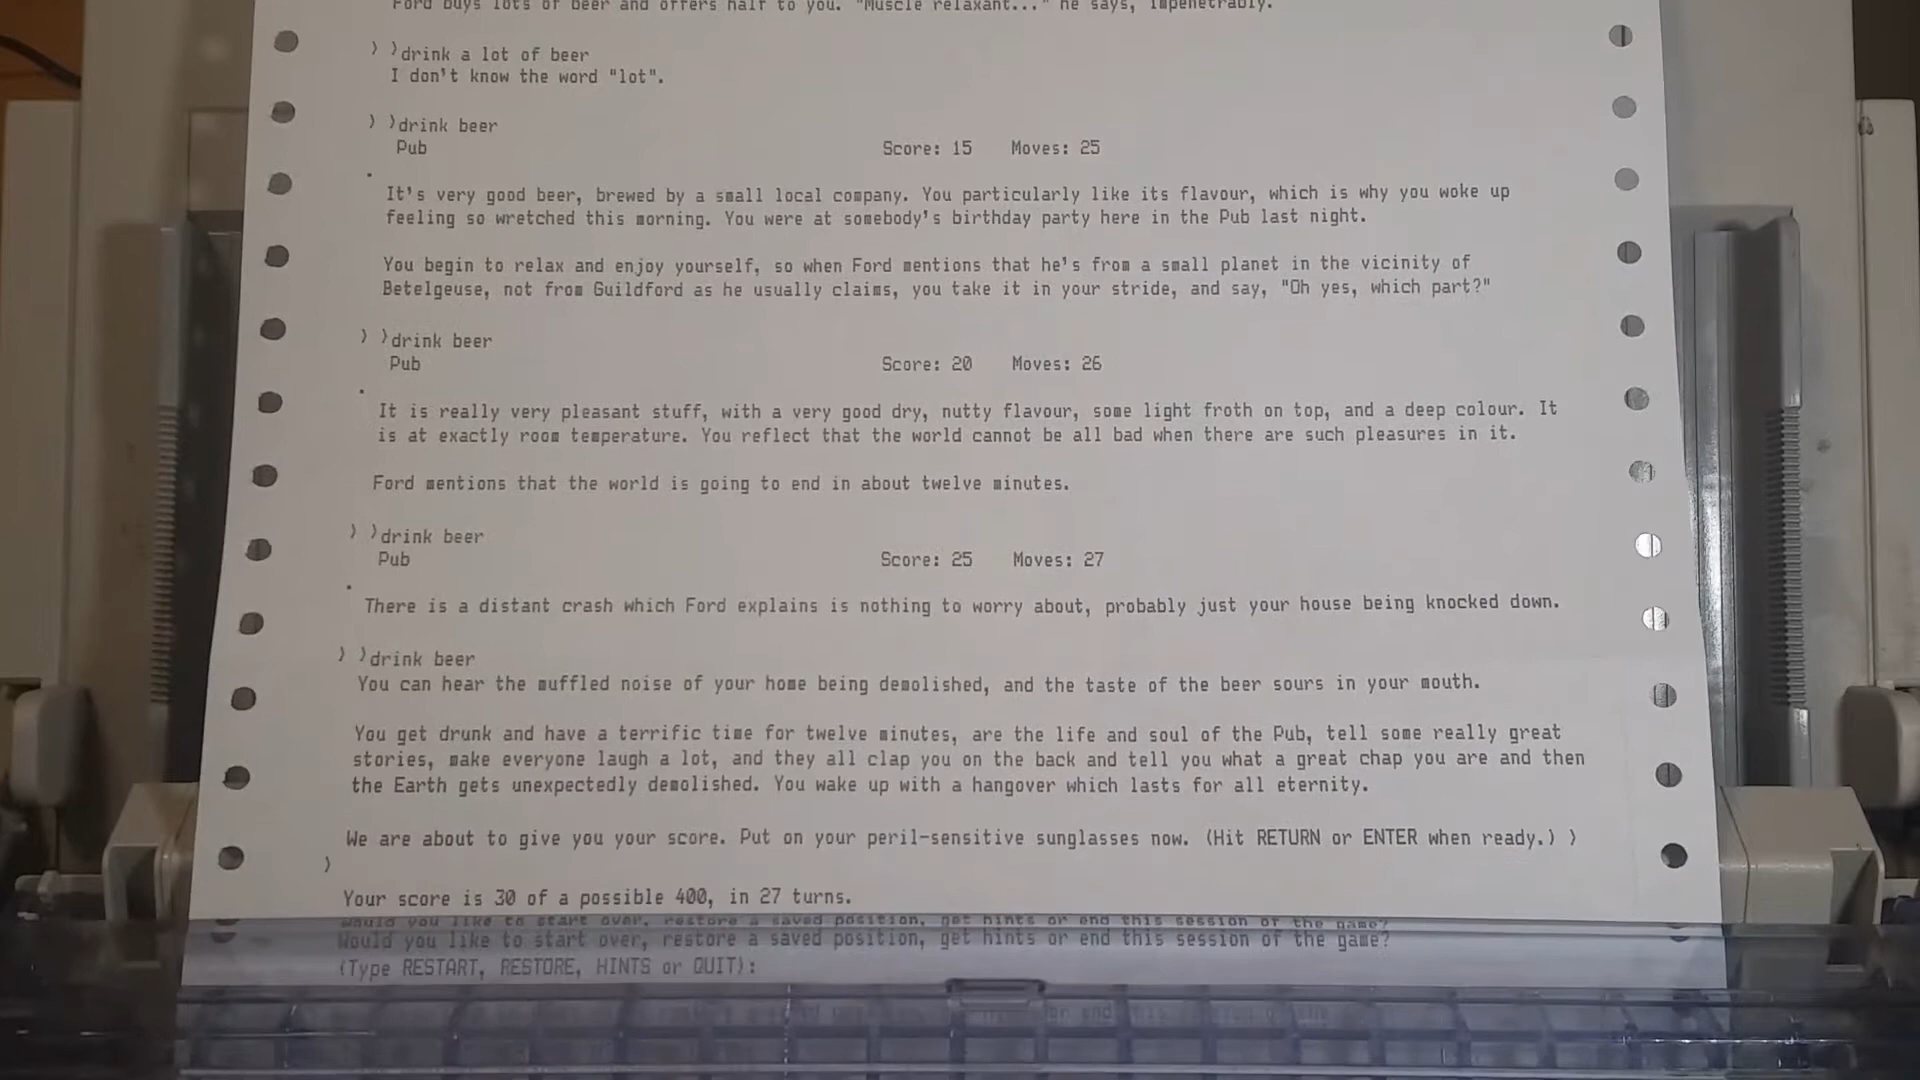 Ford buys lots of beer and offers half to you. "Muscle relaxant..." he says, impenetrably.
> >drink a lot of beer
I don't know the word "lot".
> >drink beer
Pub Score: 15 Moves: 25
.
It's very good beer, brewed by a small local company. You particularly like its flavour, which is why you woke up
feeling so wretched this morning. You were at somebody's birthday party here in the Pub last night.
You begin to relax and enjoy yourself, so when Ford mentions that he's from a small planet in the vicinity of
Betelgeuse, not from Guildford as he usually claims, you take it in your stride, and say, "Oh yes, which part?"
> >drink beer
Pub Score: 20 Moves: 26
.
It is really very pleasant stuff, with a very good dry, nutty flavour, some light froth on top, and a deep colour. It
is at exactly room temperature. You reflect that the world cannot be all bad when there are such pleasures in it.
Ford mentions that the world is going to end in about twelve minutes.
> >drink beer
Pub Score: 25 Moves: 27
.
There is a distant crash which Ford explains is nothing to worry about, probably just your house being knocked down.
> >drink beer
You can hear the muffled noise of your home being demolished, and the taste of the beer sours in your mouth.
You get drunk and have a terrific time for twelve minutes, are the life and soul of the Pub, tell some really great
stories, make everyone laugh a lot, and they all clap you on the back and tell you what a great chap you are and then
the Earth gets unexpectedly demolished. You wake up with a hangover which lasts for all eternity.
We are about to give you your score. Put on your peril-sensitive sunglasses now. (Hit RETURN or ENTER when ready.) >
>
Your score is 30 of a possible 400, in 27 turns.
Would you like to start over, restore a saved position, get hints or end this session of the game?
(Type RESTART, RESTORE, HINTS or QUIT):